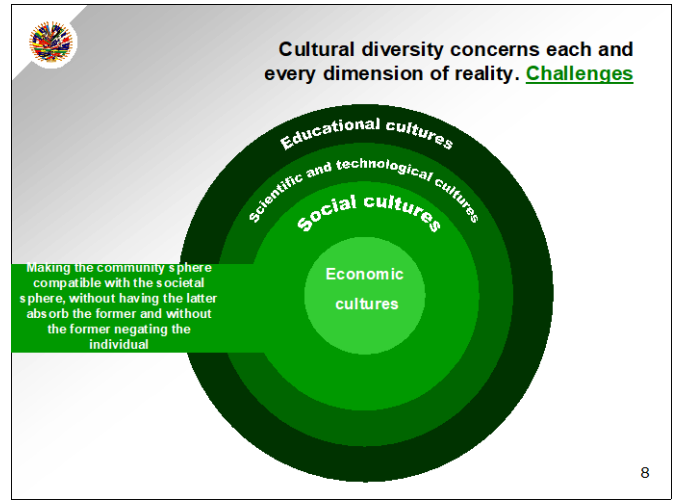 Cultural diversity concerns each and
every dimension of reality. Challenges
Educational cultures
Scientific and technological cultures
Social cultures
Economic
cultures
Making the community sphere
compatible with the societal
sphere, without having the latter
absorb the former and without
the former negating the
individual
8